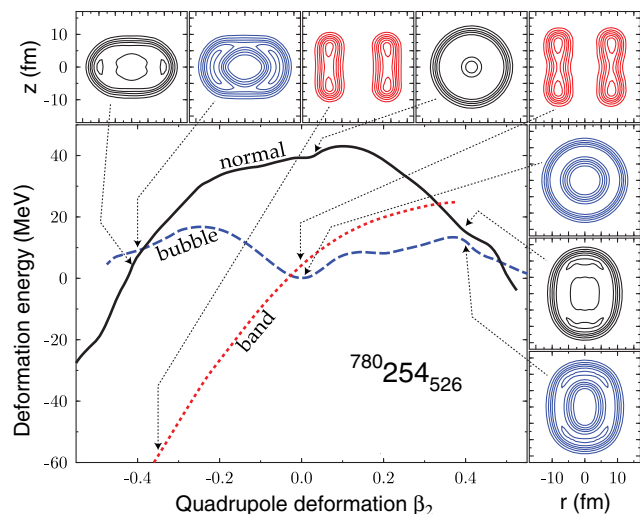 z (fm)
10
0
-10
Deformation energy (MeV)
40
20
0
-20
-40
-60
normal
bubble
band
⁷⁸⁰254₅₂₆
-0.4 -0.2 0.0 0.2 0.4
Quadrupole deformation β₂
-10 0 10
r (fm)